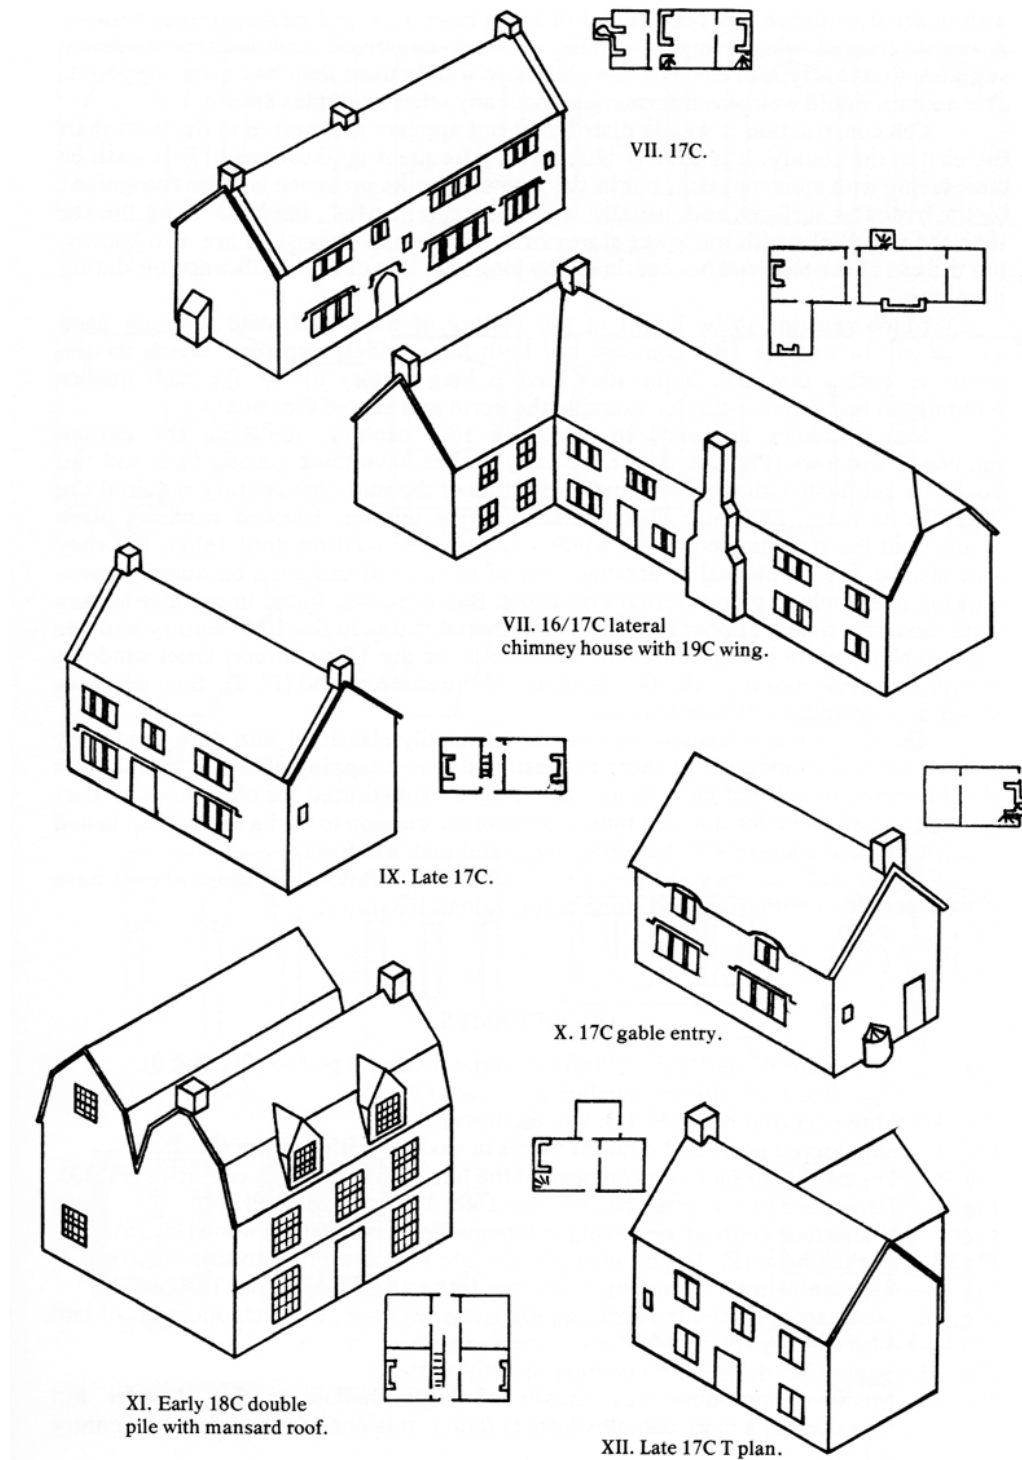 VII. 17C.
VII. 16/17C lateral
chimney house with 19C wing.
IX. Late 17C.
X. 17C gable entry.
XI. Early 18C double
pile with mansard roof.
XII. Late 17C T plan.